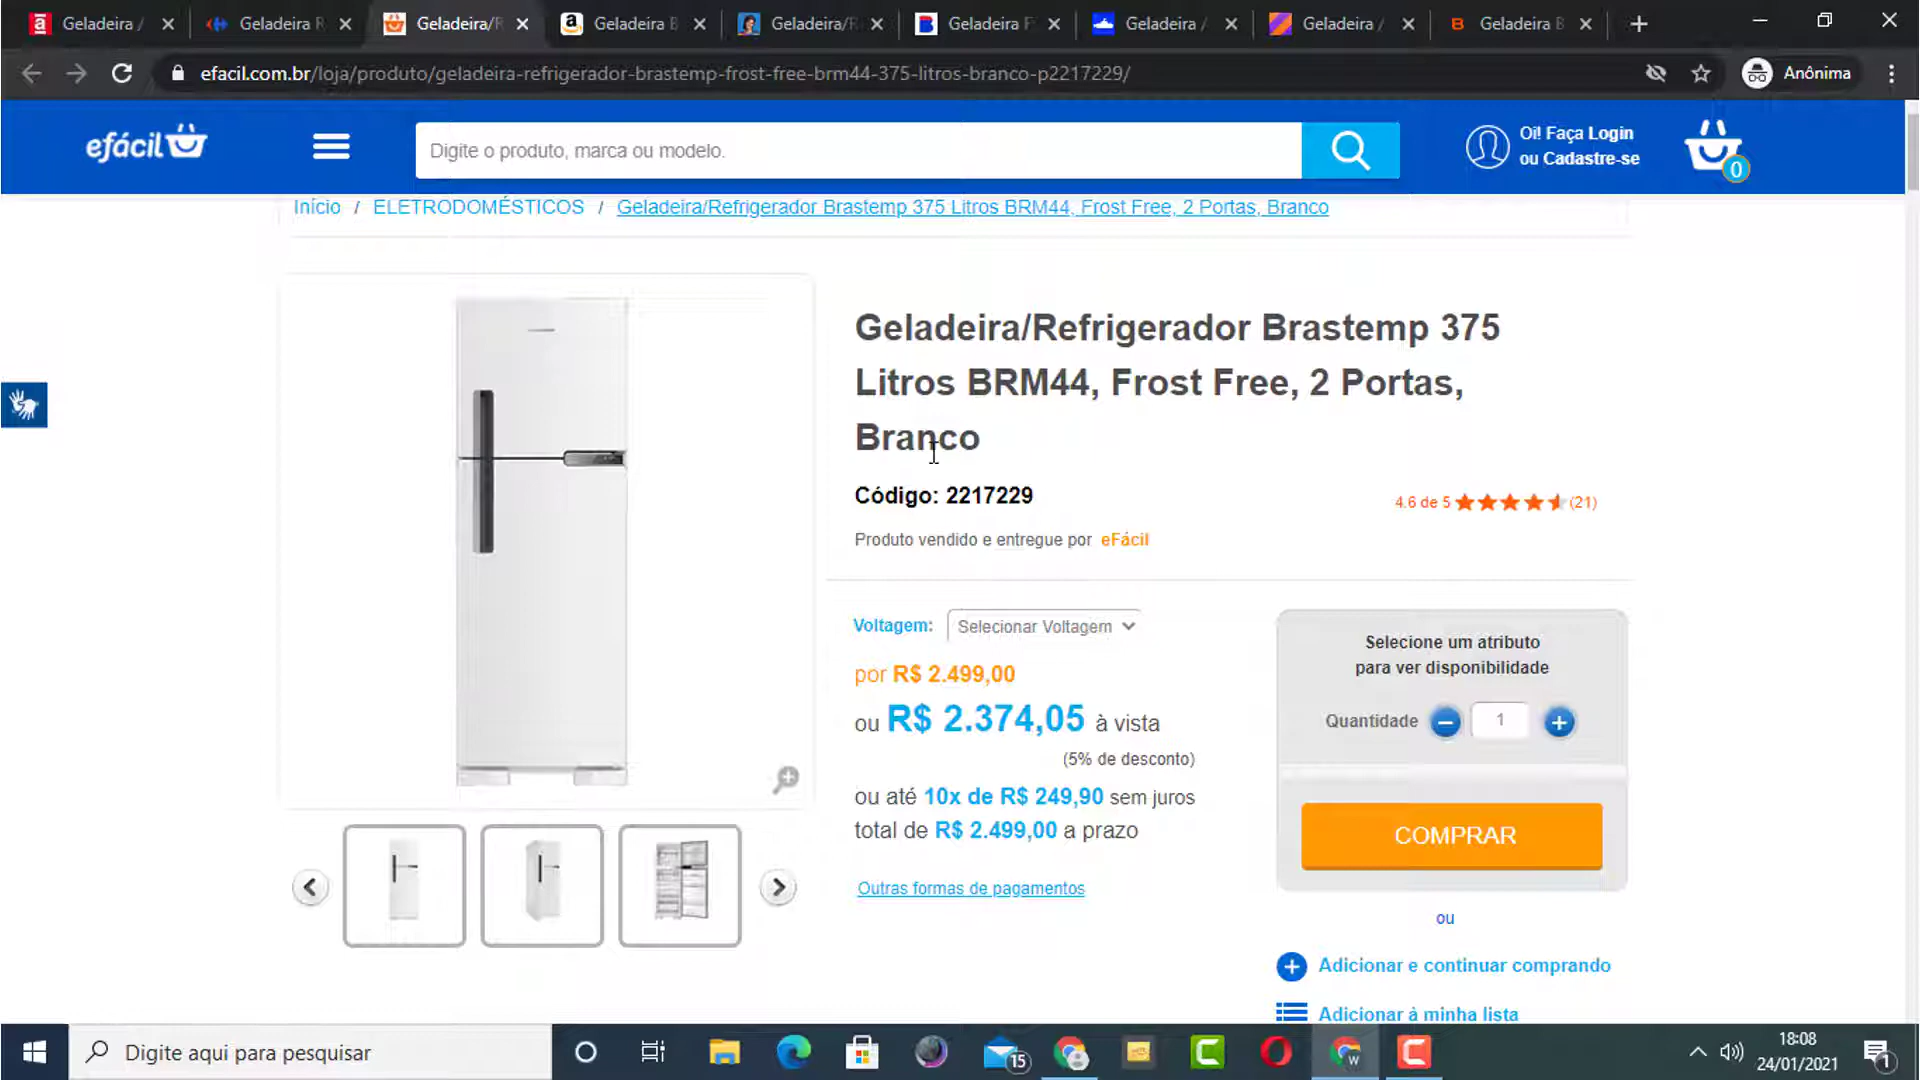 Geladeira /
Geladeira R
Geladeira/R
Geladeira B
Geladeira/R
Geladeira F
Geladeira /
Geladeira /
Geladeira B
efacil.com.br/loja/produto/geladeira-refrigerador-brastemp-frost-free-brm44-375-litros-branco-p2217229/
Anônima
efácil
Digite o produto, marca ou modelo.
Oi! Faça Login
ou Cadastre-se
0
Início / ELETRODOMÉSTICOS / Geladeira/Refrigerador Brastemp 375 Litros BRM44, Frost Free, 2 Portas, Branco
Geladeira/Refrigerador Brastemp 375
Litros BRM44, Frost Free, 2 Portas,
Branco
Código: 2217229
4.6 de 5 (21)
Produto vendido e entregue por eFácil
Voltagem: Selecionar Voltagem
por R$ 2.499,00
ou R$ 2.374,05 à vista
(5% de desconto)
ou até 10x de R$ 249,90 sem juros
total de R$ 2.499,00 a prazo
Outras formas de pagamentos
Selecione um atributo
para ver disponibilidade
Quantidade 1
COMPRAR
ou
Adicionar e continuar comprando
Adicionar à minha lista
Digite aqui para pesquisar
15
W
18:08
24/01/2021
1